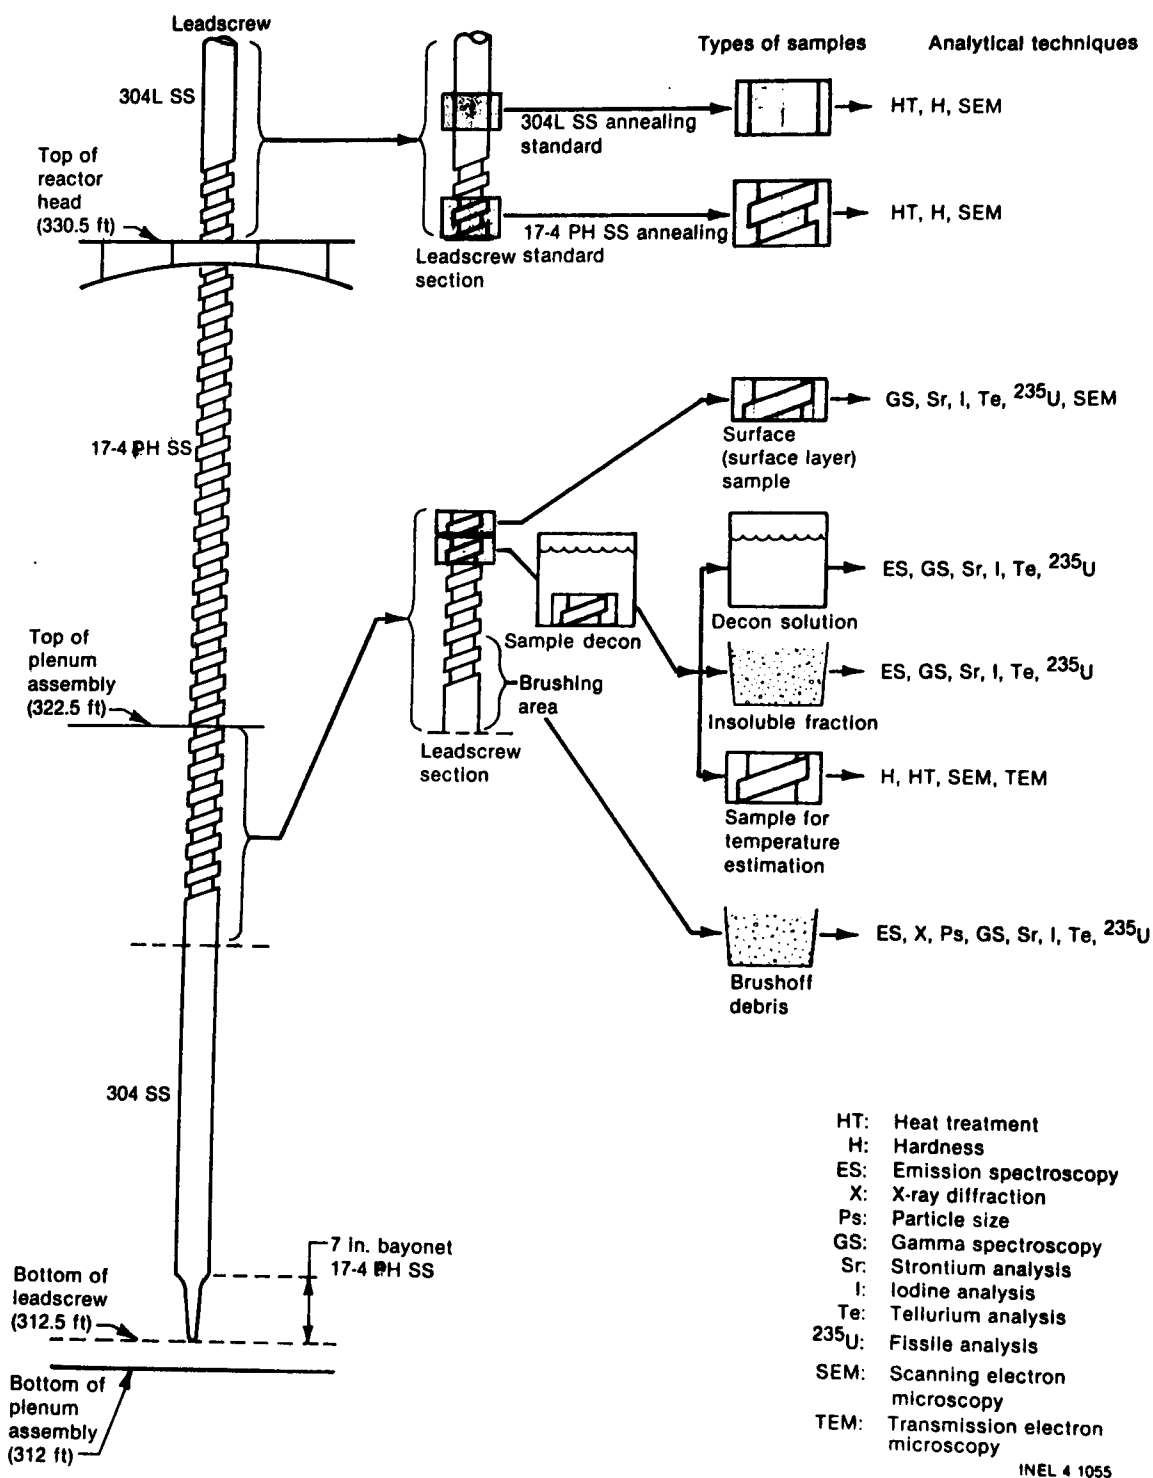 Leadscrew
Types of samples
Analytical techniques
304L SS
304L SS annealing
standard
HT, H, SEM
Top of
reactor
head
(330.5 ft)
17-4 PH SS annealing
standard
HT, H, SEM
Leadscrew
section
17-4 PH SS
Surface
(surface layer)
sample
GS, Sr, I, Te, 235U, SEM
Sample decon
Decon solution
ES, GS, Sr, I, Te, 235U
Top of
plenum
assembly
(322.5 ft)
Brushing
area
Leadscrew
section
Insoluble fraction
ES, GS, Sr, I, Te, 235U
Sample for
temperature
estimation
H, HT, SEM, TEM
Brushoff
debris
ES, X, Ps, GS, Sr, I, Te, 235U
304 SS
7 in. bayonet
17-4 PH SS
Bottom of
leadscrew
(312.5 ft)
Bottom of
plenum
assembly
(312 ft)
HT: Heat treatment
H: Hardness
ES: Emission spectroscopy
X: X-ray diffraction
Ps: Particle size
GS: Gamma spectroscopy
Sr: Strontium analysis
I: Iodine analysis
Te: Tellurium analysis
235U: Fissile analysis
SEM: Scanning electron
microscopy
TEM: Transmission electron
microscopy
INEL 4 1055